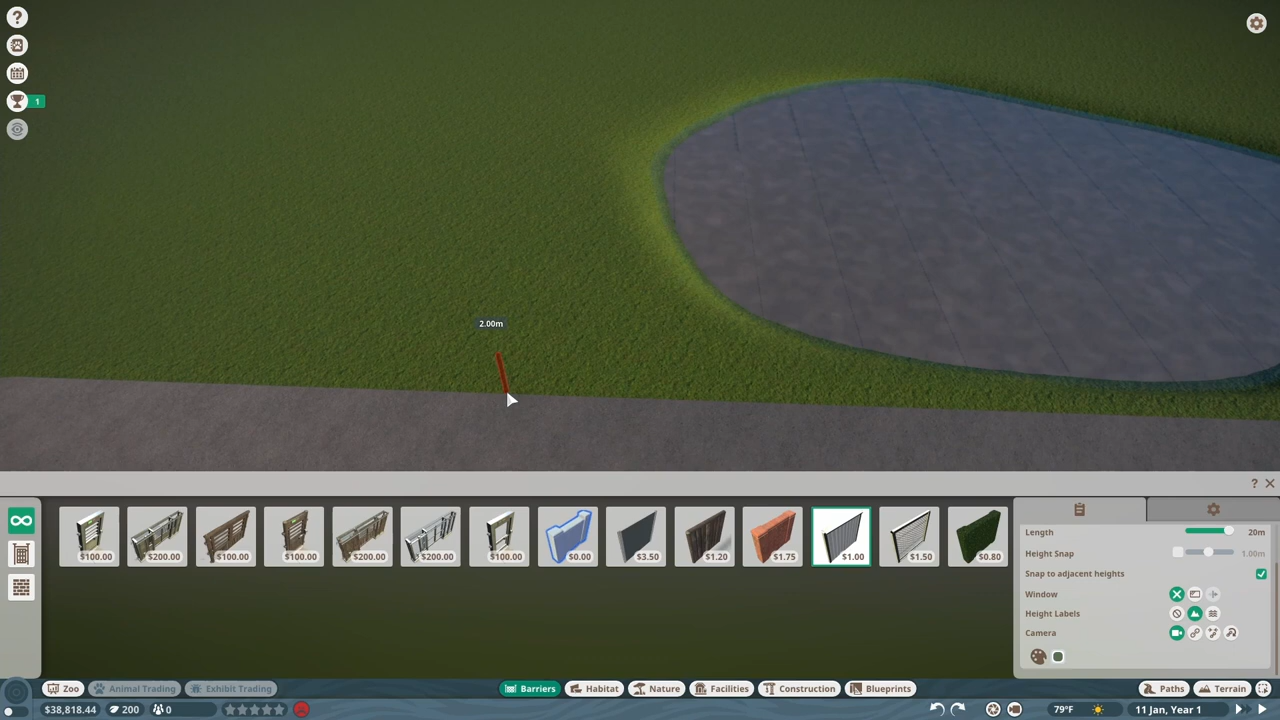 ?
1
2.00m
? X
$100.00 $200.00 $100.00 $100.00 $200.00 $200.00 $100.00 $0.00 $3.50 $1.20 $1.75 $1.00 $1.50 $0.80
Length 20m
Height Snap 1.00m
Snap to adjacent heights
Window
Height Labels
Camera
Zoo Animal Trading Exhibit Trading Barriers Habitat Nature Facilities Construction Blueprints Paths Terrain
$38,818.44 200 0 79°F 11 Jan, Year 1